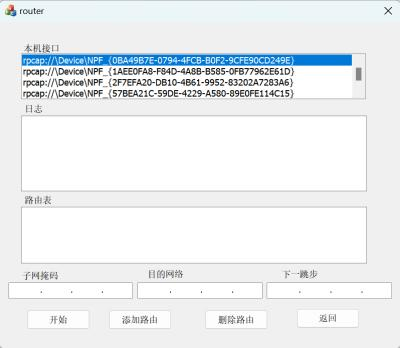 router
本机接口
rpcap://\Device\NPF_{0BA49B7E-0794-4FCB-B0F2-9CFE90CD249E}
rpcap://\Device\NPF_{1AEE0FA8-F84D-4A8B-B585-0FB77962E61D}
rpcap://\Device\NPF_{2F7EFA20-DB10-4B61-9952-83202A7283A6}
rpcap://\Device\NPF_{57BEA21C-59DE-4229-A580-89E0FE114C15}
日志
路由表
子网掩码 目的网络 下一跳步
. . . . . . . . .
开始 添加路由 删除路由 返回